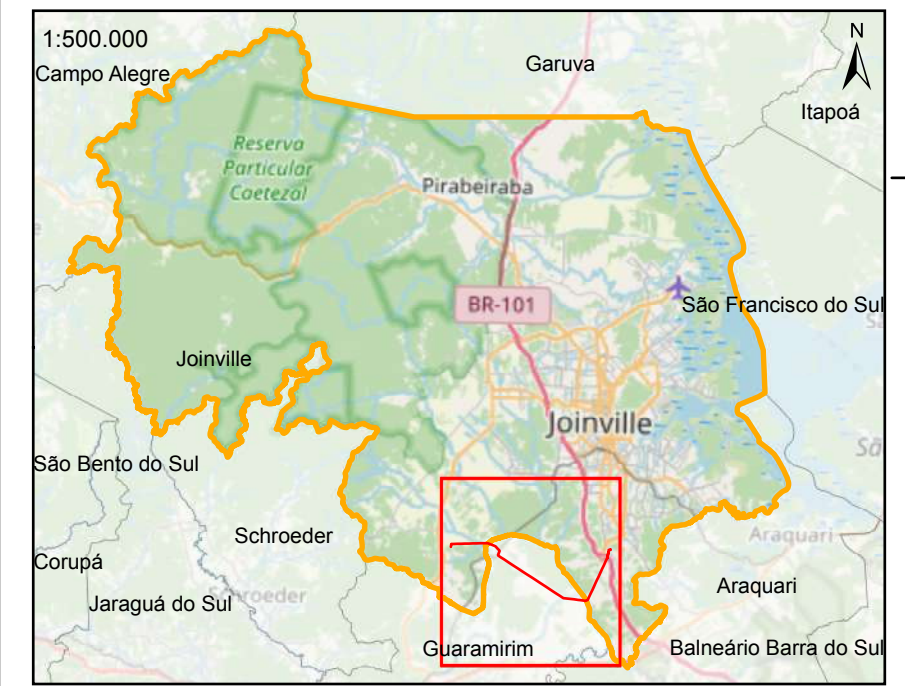 1:500.000
N
Campo Alegre
Garuva
Itapoá
Reserva
Particular
Caetezal
Pirabeiraba
BR-101
São Francisco do Sul
Joinville
Joinville
São Bento do Sul
Schroeder
Araquari
Corupá
Araquari
Jaraguá do Sul
Schroeder
Guaramirim
Balneário Barra do Sul